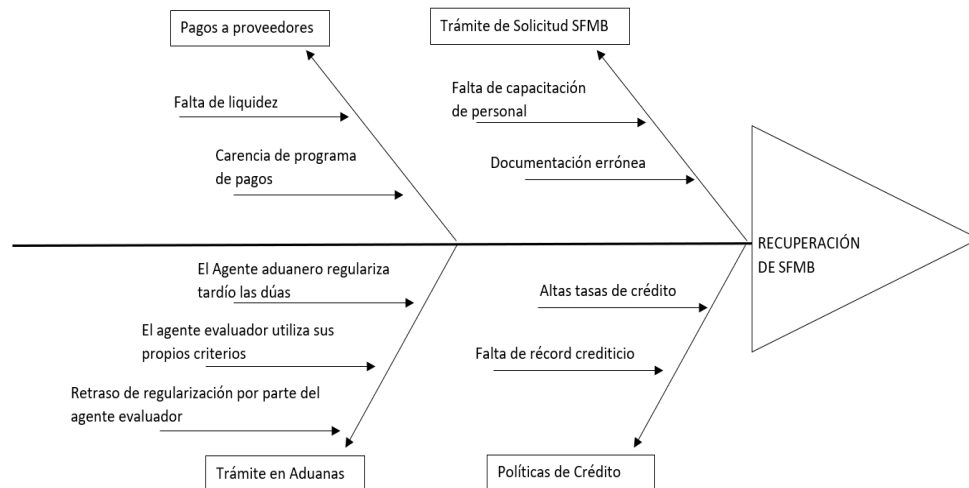 Pagos a proveedores
Falta de liquidez
Carencia de programa
de pagos
Trámite de Solicitud SFMB
Falta de capacitación
de personal
Documentación errónea
RECUPERACIÓN
DE SFMB
El Agente aduanero regulariza
tardío las dúas
El agente evaluador utiliza sus
propios criterios
Retraso de regularización por parte del
agente evaluador
Trámite en Aduanas
Altas tasas de crédito
Falta de récord crediticio
Políticas de Crédito